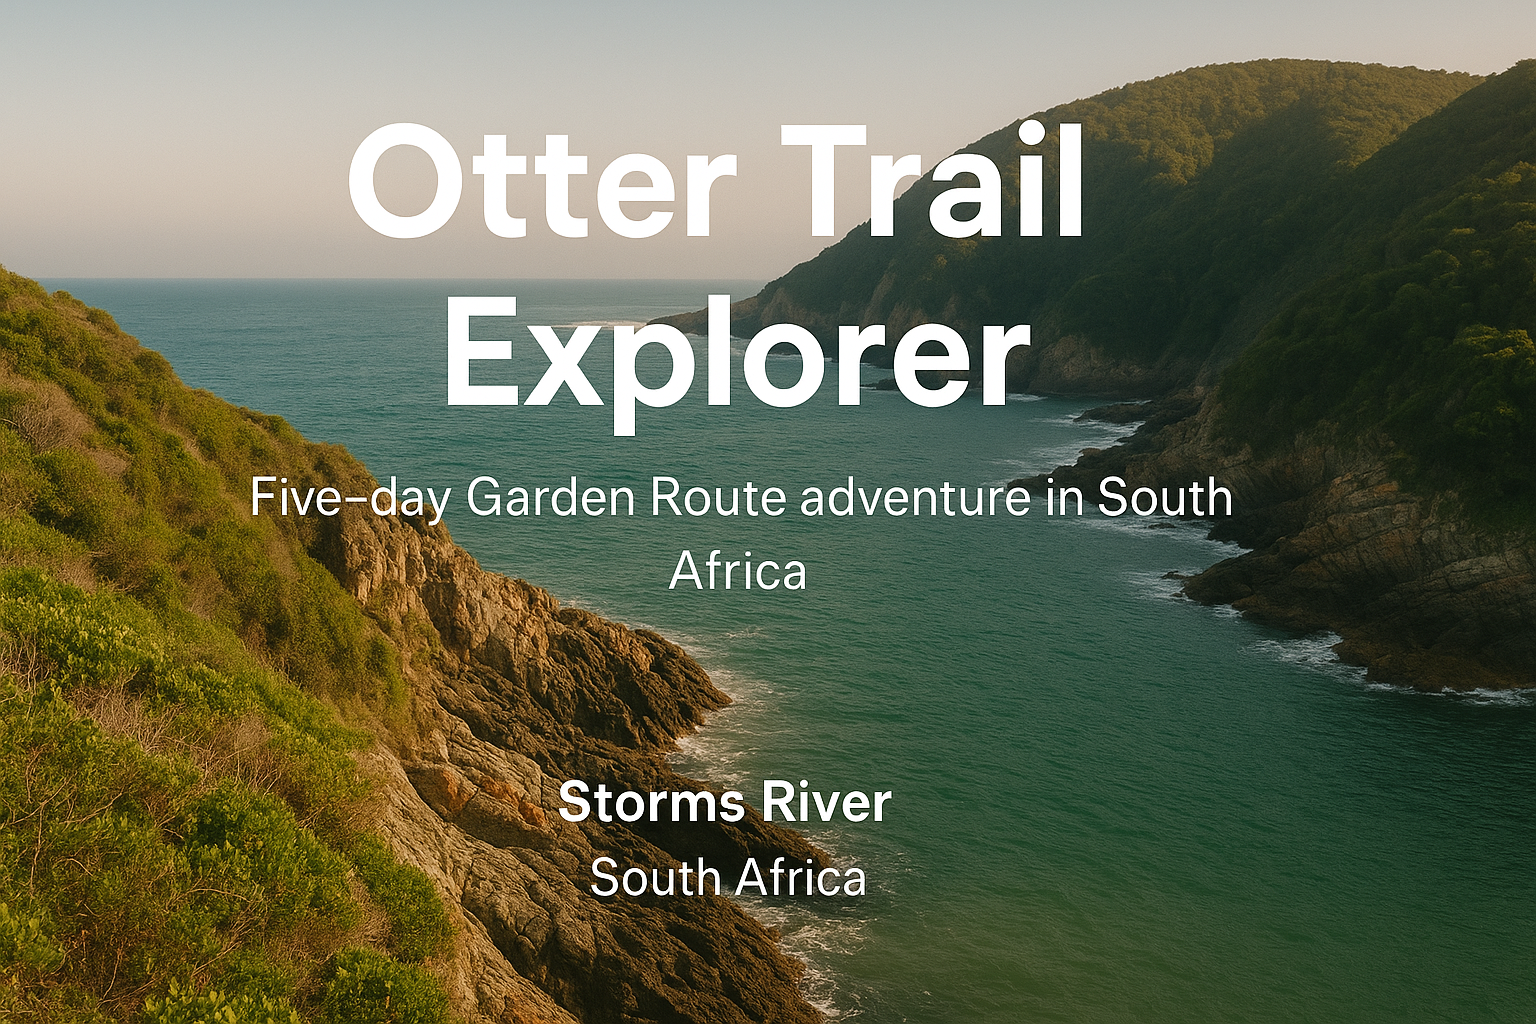 Otter Trail
Explorer
Five-day Garden Route adventure in South
Africa
Storms River
South Africa